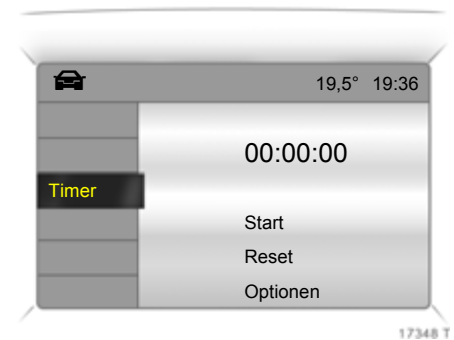 19,5° 19:36
00:00:00
Timer
Start
Reset
Optionen
17348 T